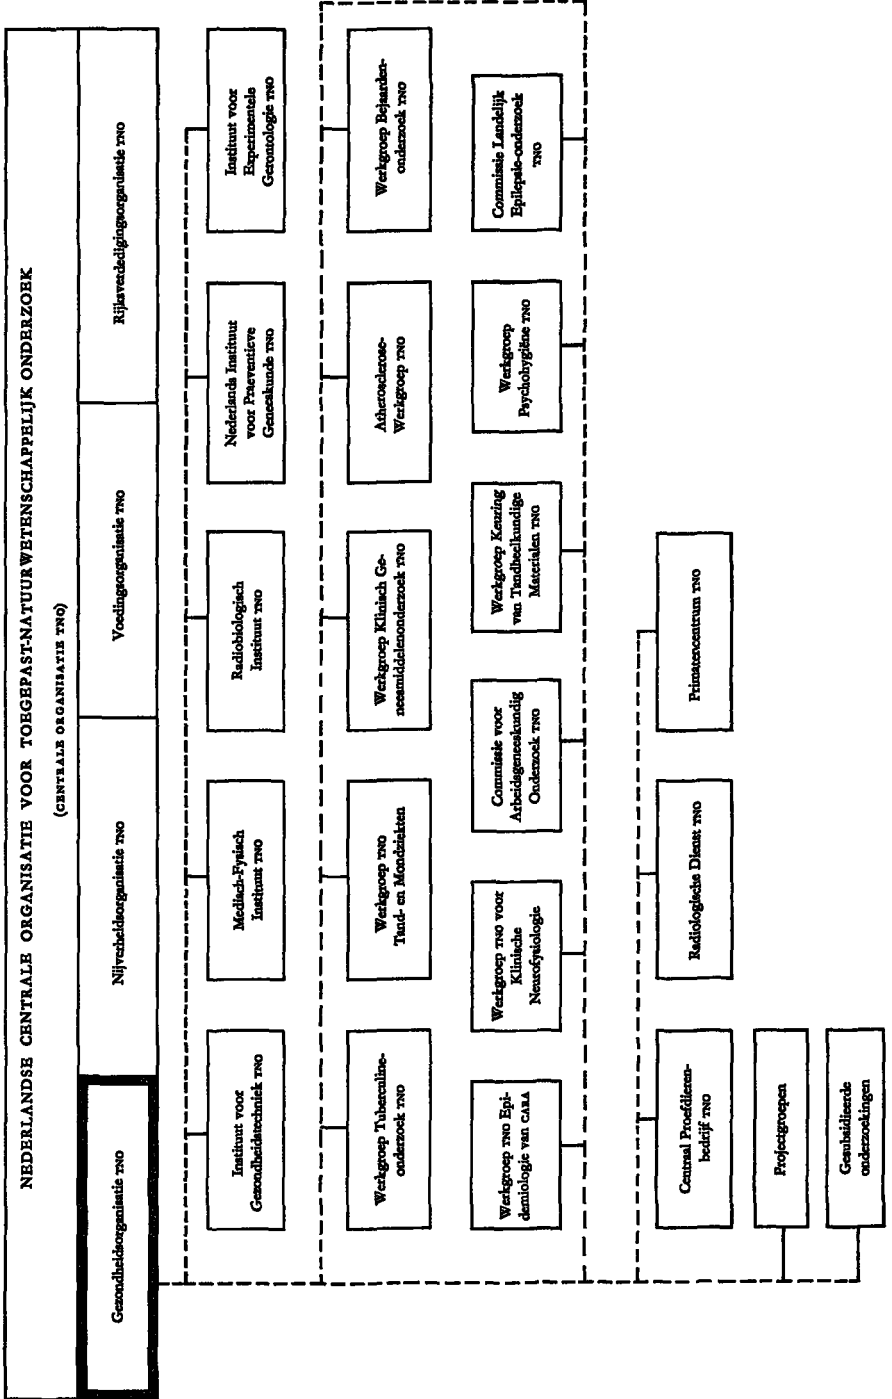 NEDERLANDSE CENTRALE ORGANISATIE VOOR TOEGEPAST-NATUURWETENSCHAPPELIJK ONDERZOEK
(CENTRALE ORGANISATIE TNO)
Gezondheidsorganisatie TNO
Nijverheidsorganisatie TNO
Voedingsorganisatie TNO
Rijksverdedigingsorganisatie TNO
Instituut voor
Gezondheidstechniek TNO
Medisch-Fysisch
Instituut TNO
Radiobiologisch
Instituut TNO
Nederlands Instituut
voor Praeventieve
Geneeskunde TNO
Instituut voor
Experimentele
Gerontologie TNO
Werkgroep Tuberculine-
onderzoek TNO
Werkgroep TNO
Tand- en Mondziekten
Werkgroep Klinisch Ge-
neesmiddelenonderzoek TNO
Atherosclerose-
Werkgroep TNO
Werkgroep Bejaarden-
onderzoek TNO
Werkgroep TNO Epi-
demiologie van CARA
Werkgroep TNO voor
Klinische
Neurofysiologie
Commissie voor
Arbeidsgeneeskundig
Onderzoek TNO
Werkgroep Keuring
van Tandheelkundige
Materialen TNO
Werkgroep
Psychohygiëne TNO
Commissie Landelijk
Epilepsie-onderzoek
TNO
Centraal Proefdieren-
bedrijf TNO
Radiologische Dienst TNO
Primatencentrum TNO
Projectgroepen
Gesubsidieerde
onderzoekingen